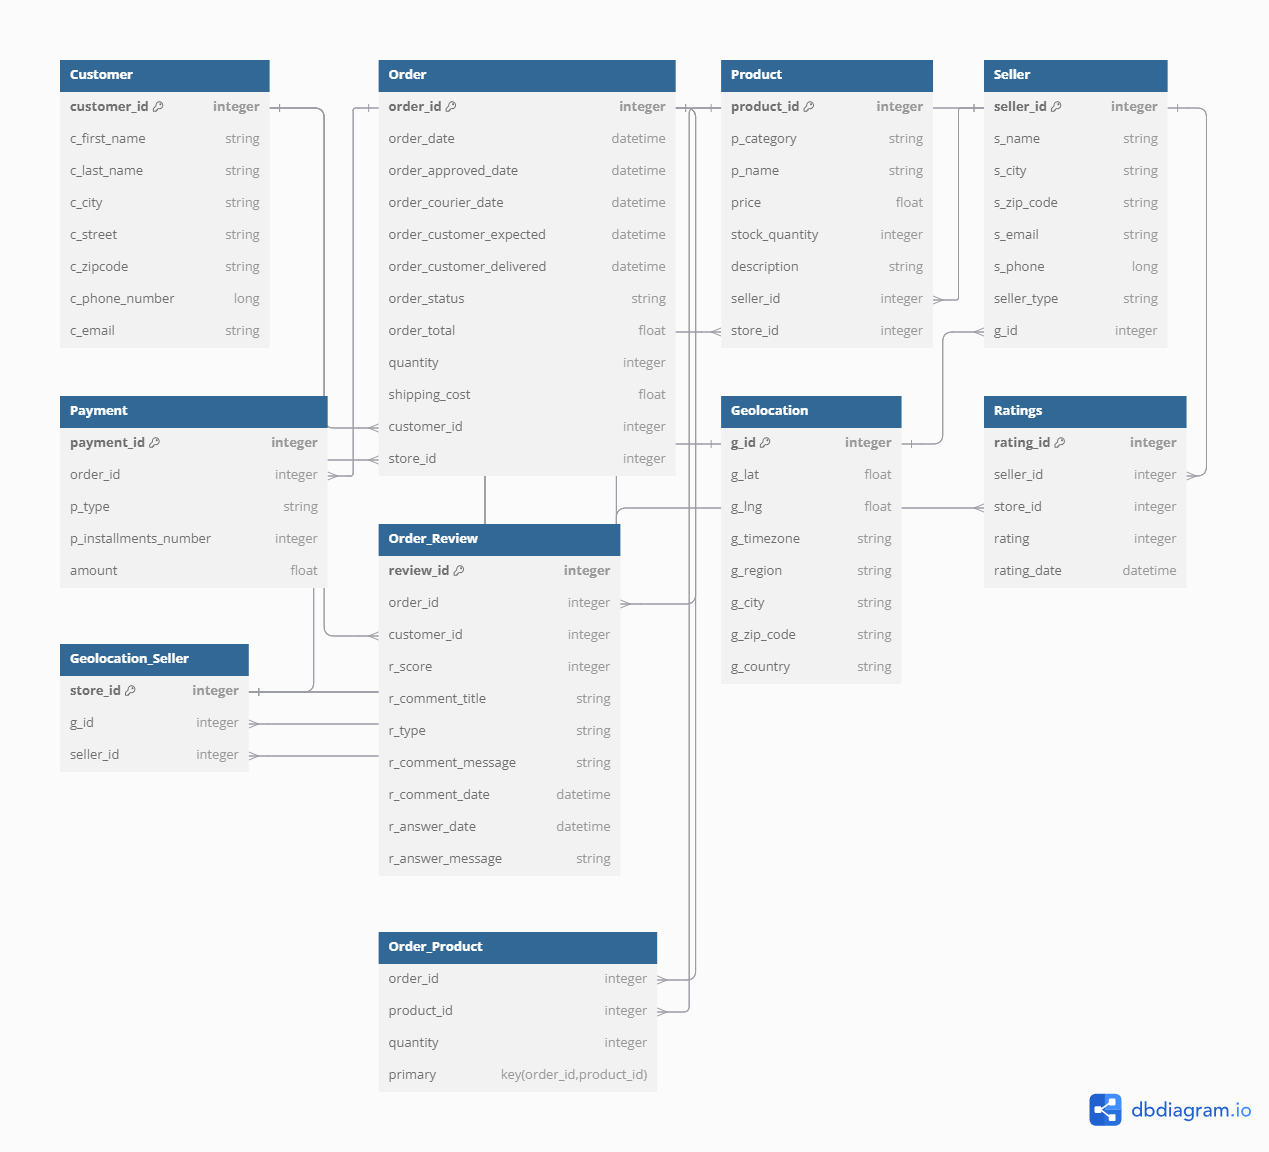 Customer
customer_id integer
c_first_name string
c_last_name string
c_city string
c_street string
c_zipcode string
c_phone_number long
c_email string
Order
order_id integer
order_date datetime
order_approved_date datetime
order_courier_date datetime
order_customer_expected datetime
order_customer_delivered datetime
order_status string
order_total float
quantity integer
shipping_cost float
customer_id integer
store_id integer
Product
product_id integer
p_category string
p_name string
price float
stock_quantity integer
description string
seller_id integer
store_id integer
Seller
seller_id integer
s_name string
s_city string
s_zip_code string
s_email string
s_phone long
seller_type string
g_id integer
Payment
payment_id integer
order_id integer
p_type string
p_installments_number integer
amount float
Geolocation
g_id integer
g_lat float
g_lng float
g_timezone string
g_region string
g_city string
g_zip_code string
g_country string
Ratings
rating_id integer
seller_id integer
store_id integer
rating integer
rating_date datetime
Order_Review
review_id integer
order_id integer
customer_id integer
r_score integer
r_comment_title string
r_type string
r_comment_message string
r_comment_date datetime
r_answer_date datetime
r_answer_message string
Geolocation_Seller
store_id integer
g_id integer
seller_id integer
Order_Product
order_id integer
product_id integer
quantity integer
primary key(order_id,product_id)
dbdiagram.io